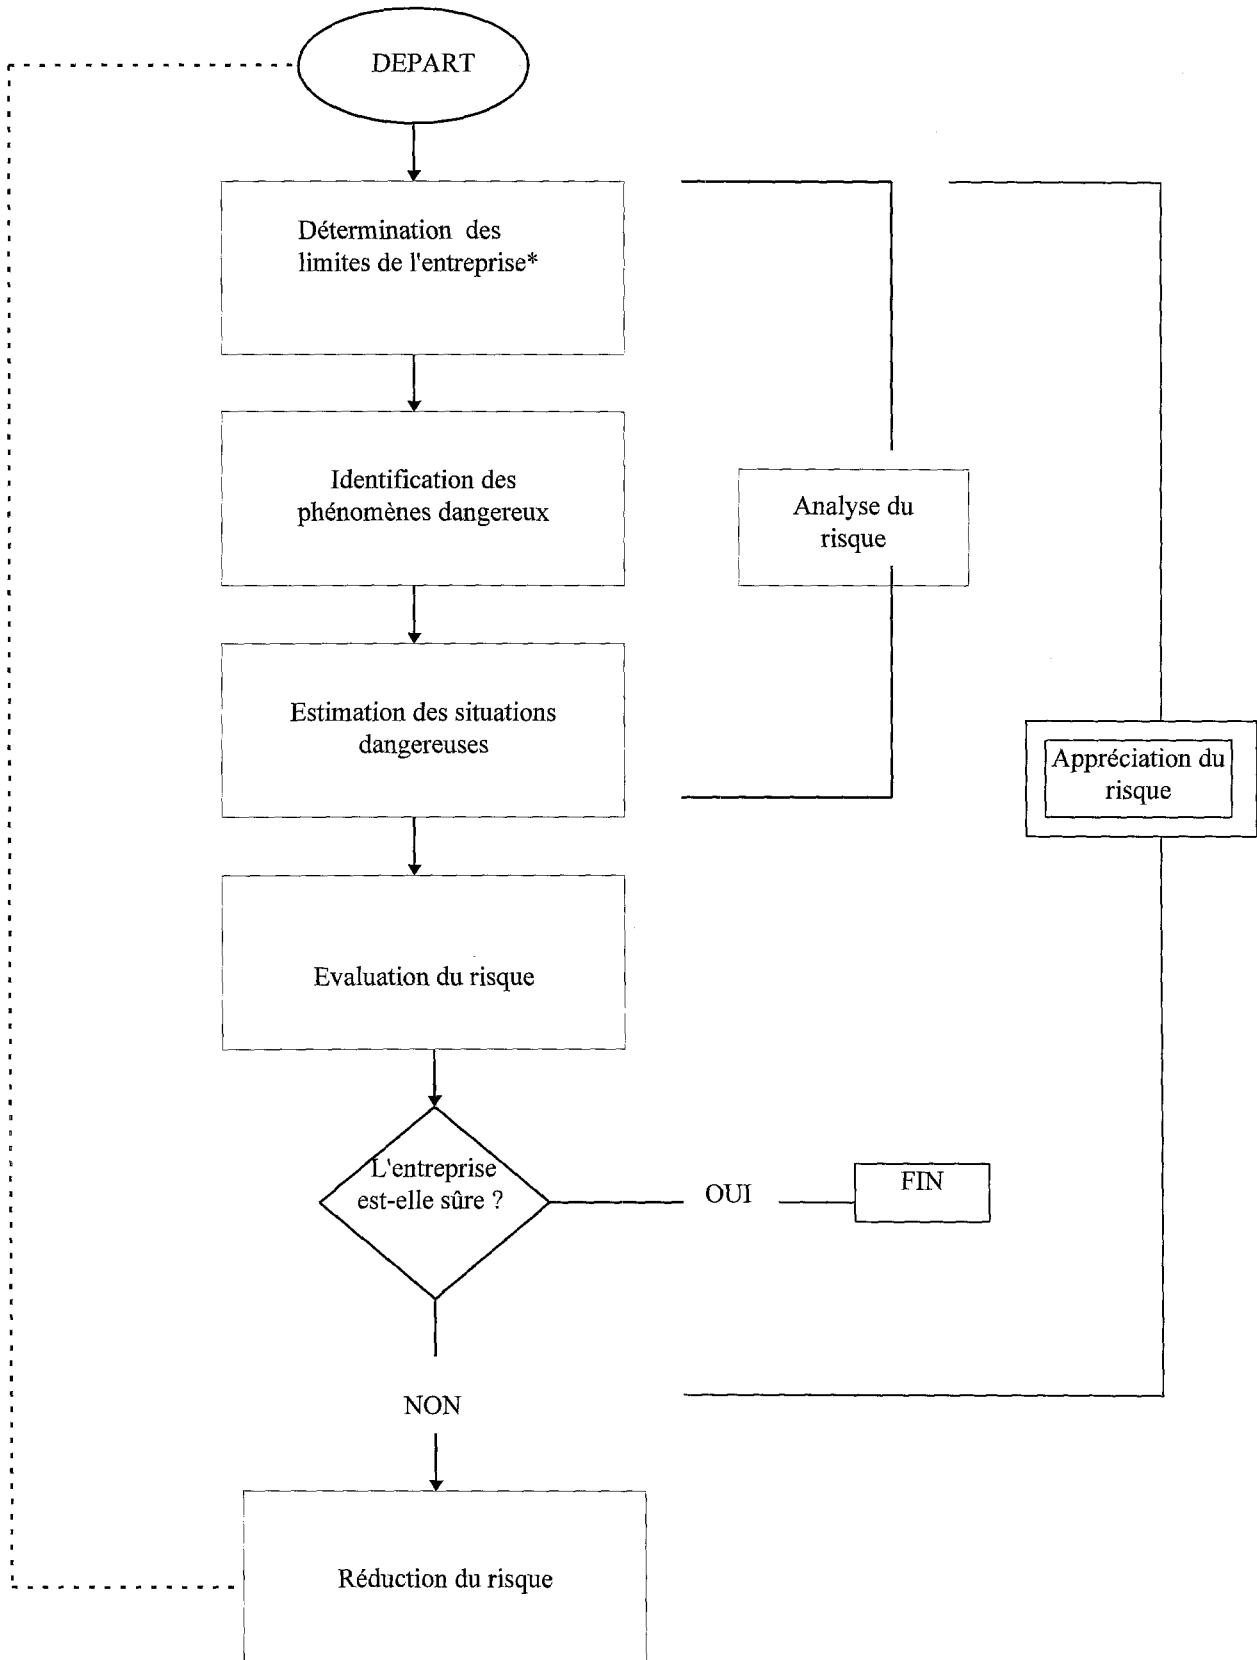 DEPART
Détermination des
limites de l'entreprise*
Identification des
phénomènes dangereux
Analyse du
risque
Estimation des situations
dangereuses
Appréciation du
risque
Evaluation du risque
L'entreprise
est-elle sûre ?
OUI
FIN
NON
Réduction du risque